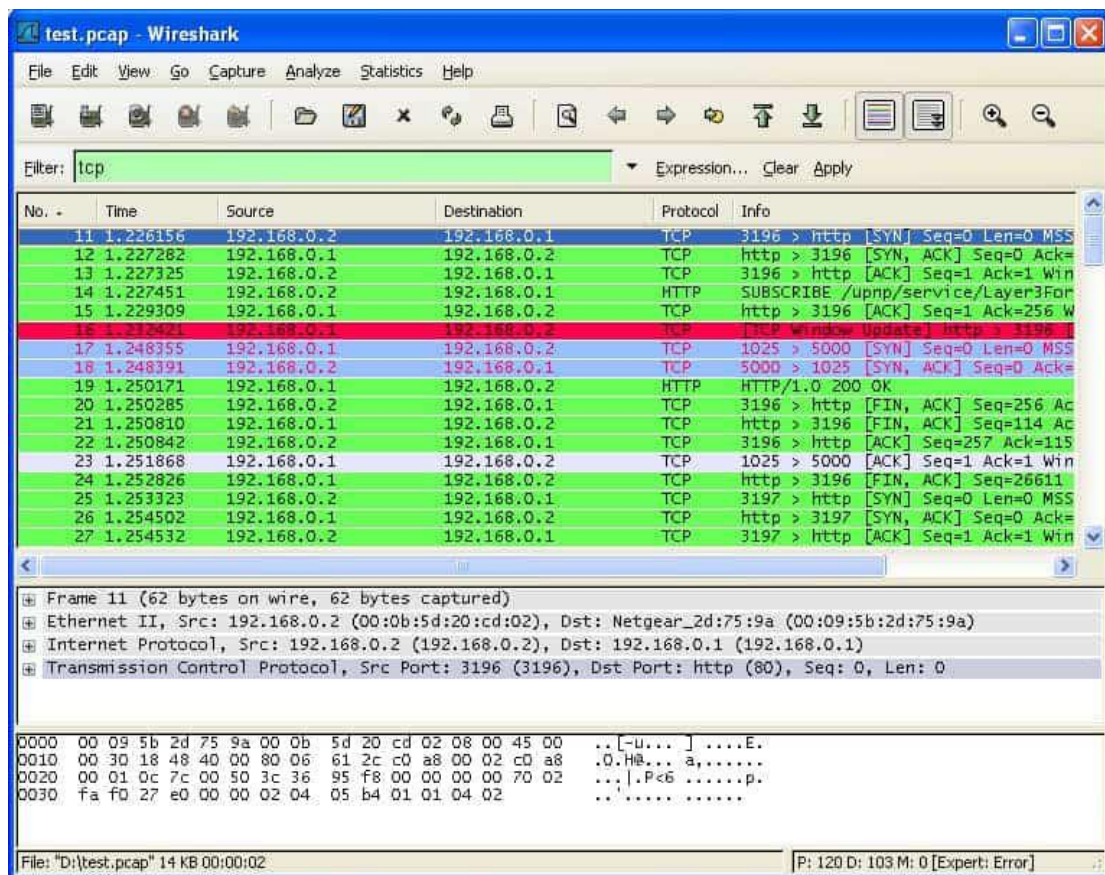 test.pcap - Wireshark
File Edit View Go Capture Analyze Statistics Help
Filter: tcp Expression... Clear Apply
No. - Time Source Destination Protocol Info
11 1.226156 192.168.0.2 192.168.0.1 TCP 3196 > http [SYN] Seq=0 Len=0 MSS
12 1.227282 192.168.0.1 192.168.0.2 TCP http > 3196 [SYN, ACK] Seq=0 Ack=
13 1.227325 192.168.0.2 192.168.0.1 TCP 3196 > http [ACK] Seq=1 Ack=1 Win
14 1.227451 192.168.0.2 192.168.0.1 HTTP SUBSCRIBE /upnp/service/Layer3For
15 1.229309 192.168.0.1 192.168.0.2 TCP http > 3196 [ACK] Seq=1 Ack=256 W
16 1.232421 192.168.0.1 192.168.0.2 TCP [TCP Window Update] http > 3196 [
17 1.248355 192.168.0.1 192.168.0.2 TCP 1025 > 5000 [SYN] Seq=0 Len=0 MSS
18 1.248391 192.168.0.2 192.168.0.1 TCP 5000 > 1025 [SYN, ACK] Seq=0 Ack=
19 1.250171 192.168.0.1 192.168.0.2 HTTP HTTP/1.0 200 OK
20 1.250285 192.168.0.2 192.168.0.1 TCP 3196 > http [FIN, ACK] Seq=256 Ac
21 1.250810 192.168.0.1 192.168.0.2 TCP http > 3196 [FIN, ACK] Seq=114 Ac
22 1.250842 192.168.0.2 192.168.0.1 TCP 3196 > http [ACK] Seq=257 Ack=115
23 1.251868 192.168.0.1 192.168.0.2 TCP 1025 > 5000 [ACK] Seq=1 Ack=1 Win
24 1.252826 192.168.0.1 192.168.0.2 TCP http > 3196 [FIN, ACK] Seq=26611
25 1.253323 192.168.0.2 192.168.0.1 TCP 3197 > http [SYN] Seq=0 Len=0 MSS
26 1.254502 192.168.0.1 192.168.0.2 TCP http > 3197 [SYN, ACK] Seq=0 Ack=
27 1.254532 192.168.0.2 192.168.0.1 TCP 3197 > http [ACK] Seq=1 Ack=1 Win
Frame 11 (62 bytes on wire, 62 bytes captured)
Ethernet II, Src: 192.168.0.2 (00:0b:5d:20:cd:02), Dst: Netgear_2d:75:9a (00:09:5b:2d:75:9a)
Internet Protocol, Src: 192.168.0.2 (192.168.0.2), Dst: 192.168.0.1 (192.168.0.1)
Transmission Control Protocol, Src Port: 3196 (3196), Dst Port: http (80), Seq: 0, Len: 0
0000 00 09 5b 2d 75 9a 00 0b 5d 20 cd 02 08 00 45 00 ..[-u... ] ....E.
0010 00 30 18 48 40 00 80 06 61 2c c0 a8 00 02 c0 a8 .0.H@... a,......
0020 00 01 0c 7c 00 50 3c 36 95 f8 00 00 00 00 70 02 ...|.P<6 ......p.
0030 fa f0 27 e0 00 00 02 04 05 b4 01 01 04 02 ..'..... ......
File: "D:\test.pcap" 14 KB 00:00:02 P: 120 D: 103 M: 0 [Expert: Error]